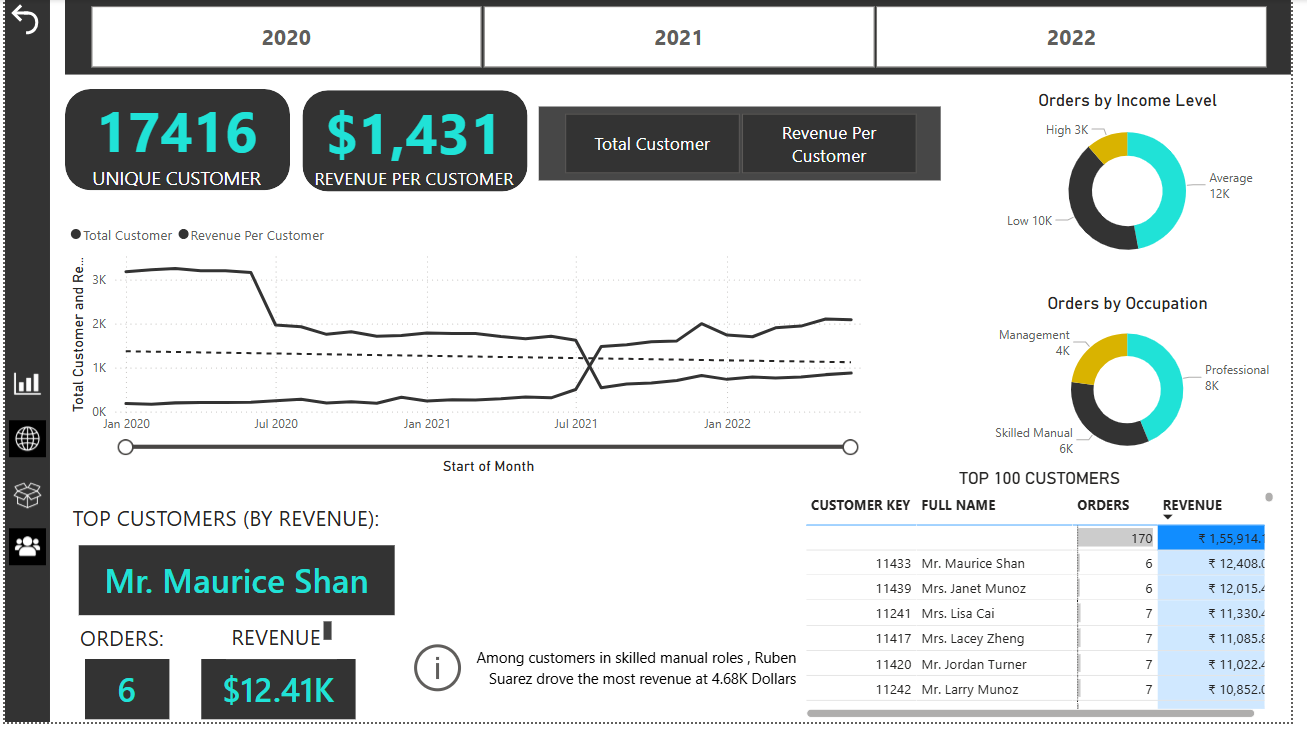 2020
2021
2022
17416
UNIQUE CUSTOMER
$1,431
REVENUE PER CUSTOMER
Total Customer
Revenue Per
Customer
Orders by Income Level
High 3K
Average
12K
Low 10K
Total Customer
Revenue Per Customer
Total Customer and Re...
3K
2K
1K
0K
Jan 2020
Jul 2020
Jan 2021
Jul 2021
Jan 2022
Start of Month
Orders by Occupation
Management
4K
Professional
8K
Skilled Manual
6K
TOP CUSTOMERS (BY REVENUE):
Mr. Maurice Shan
ORDERS:
REVENUE
6
$12.41K
i
Among customers in skilled manual roles , Ruben
Suarez drove the most revenue at 4.68K Dollars
TOP 100 CUSTOMERS
CUSTOMER KEY FULL NAME ORDERS REVENUE
170 ₹ 1,55,914.
11433 Mr. Maurice Shan 6 ₹ 12,408.
11439 Mrs. Janet Munoz 6 ₹ 12,015.
11241 Mrs. Lisa Cai 7 ₹ 11,330.
11417 Mrs. Lacey Zheng 7 ₹ 11,085.
11420 Mr. Jordan Turner 7 ₹ 11,022.
11242 Mr. Larry Munoz 7 ₹ 10,852.